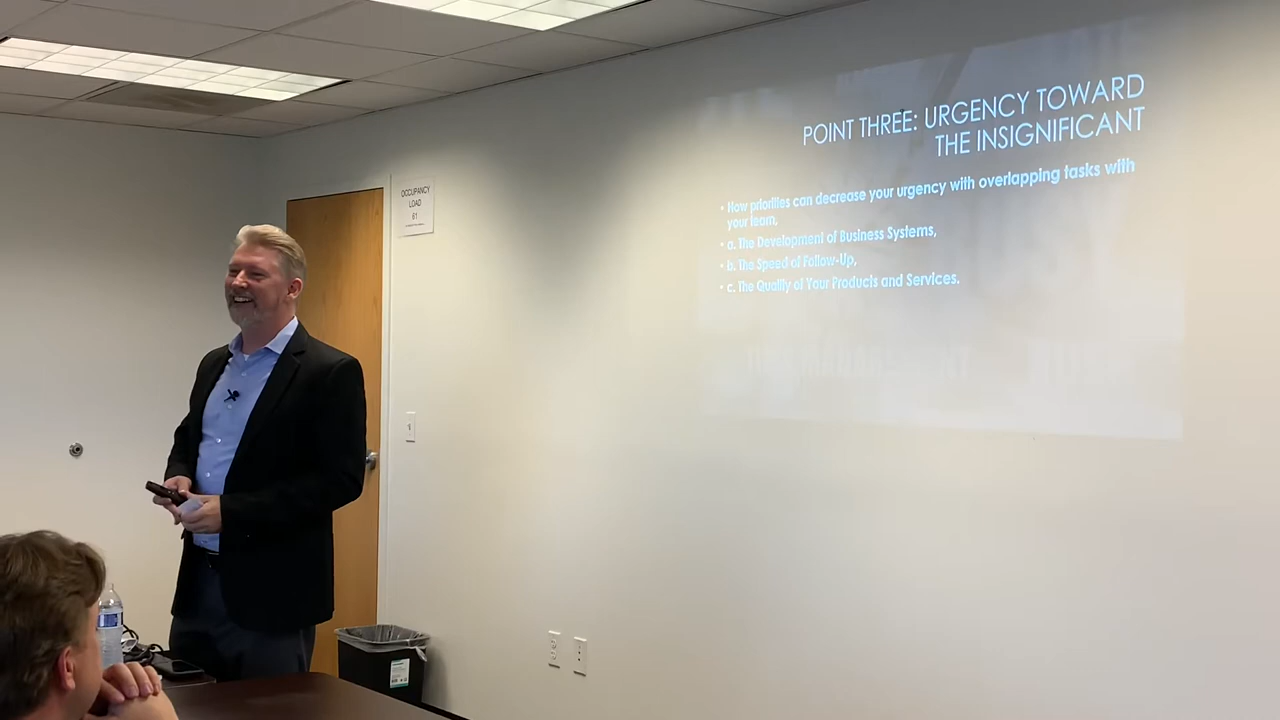 POINT THREE: URGENCY TOWARD
THE INSIGNIFICANT
• How priorities can decrease your urgency with overlapping tasks with
your team,
• a. The Development of Business Systems,
• b. The Speed of Follow-Up,
• c. The Quality of Your Products and Services.
OCCUPANCY
LOAD
61